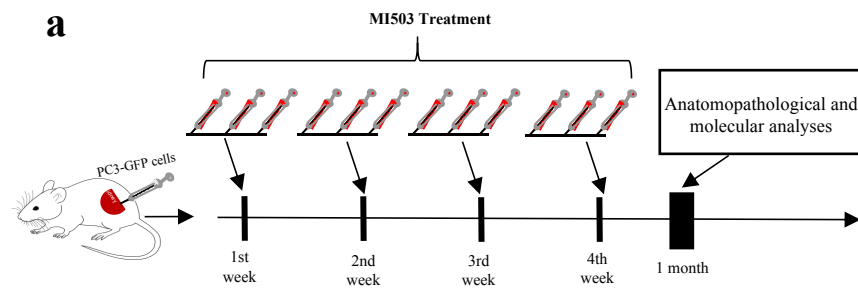 a
MI503 Treatment
Anatomopathological and
molecular analyses
PC3-GFP cells
1st
week
2nd
week
3rd
week
4th
week
1 month